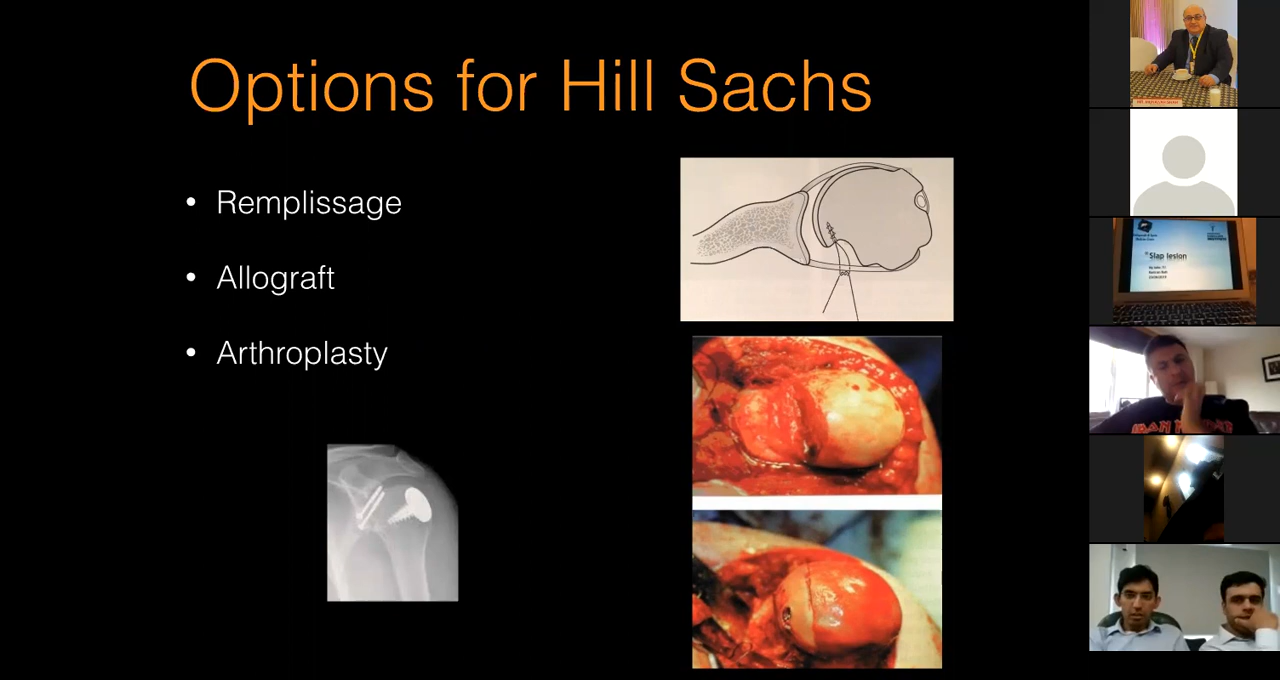 Options for Hill Sachs
• Remplissage
• Allograft
• Arthroplasty
Slap lesion